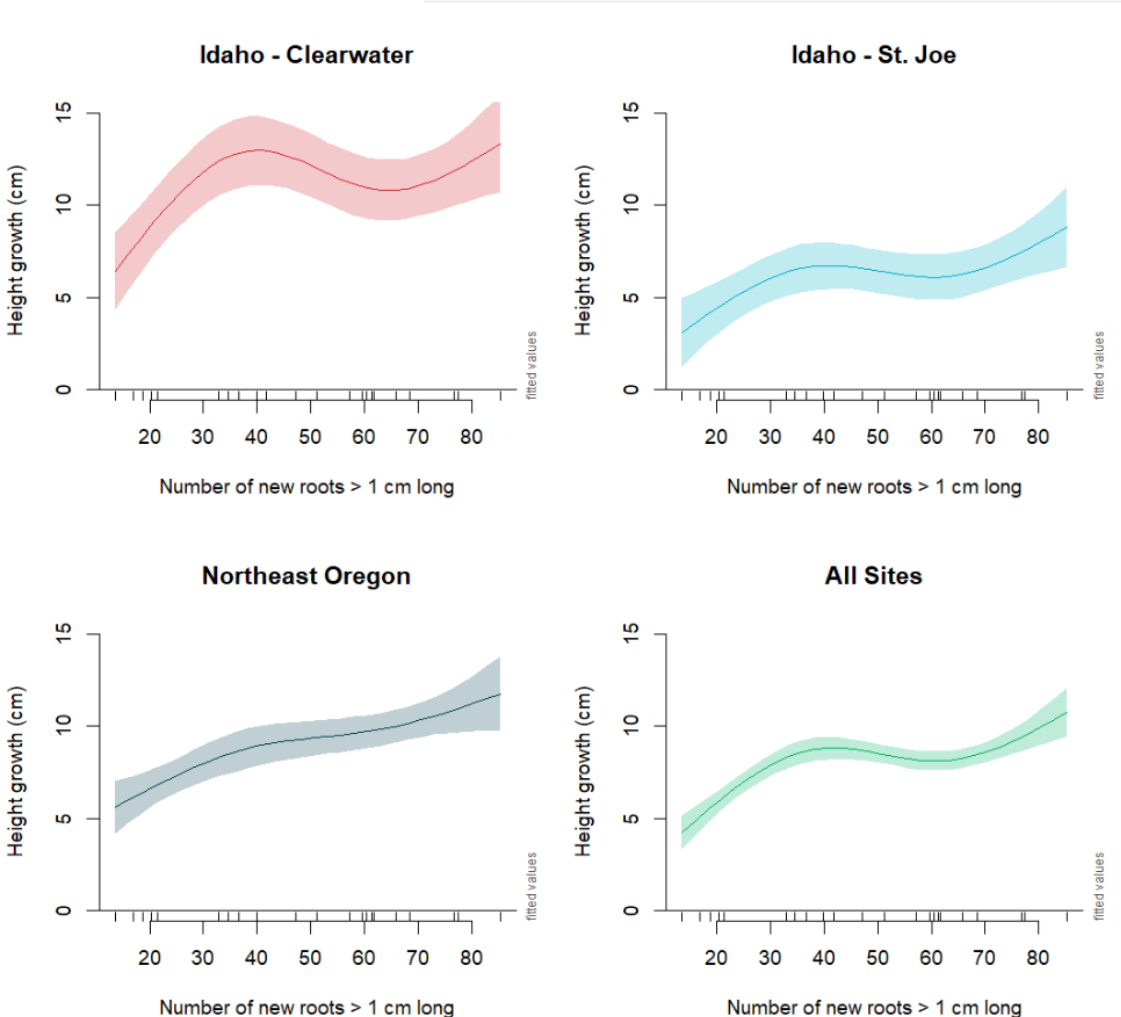 Idaho - Clearwater
Height growth (cm)
15
10
5
0
20 30 40 50 60 70 80
Number of new roots > 1 cm long
fitted values
Idaho - St. Joe
Height growth (cm)
15
10
5
0
20 30 40 50 60 70 80
Number of new roots > 1 cm long
fitted values
Northeast Oregon
Height growth (cm)
15
10
5
0
20 30 40 50 60 70 80
Number of new roots > 1 cm long
fitted values
All Sites
Height growth (cm)
15
10
5
0
20 30 40 50 60 70 80
Number of new roots > 1 cm long
fitted values